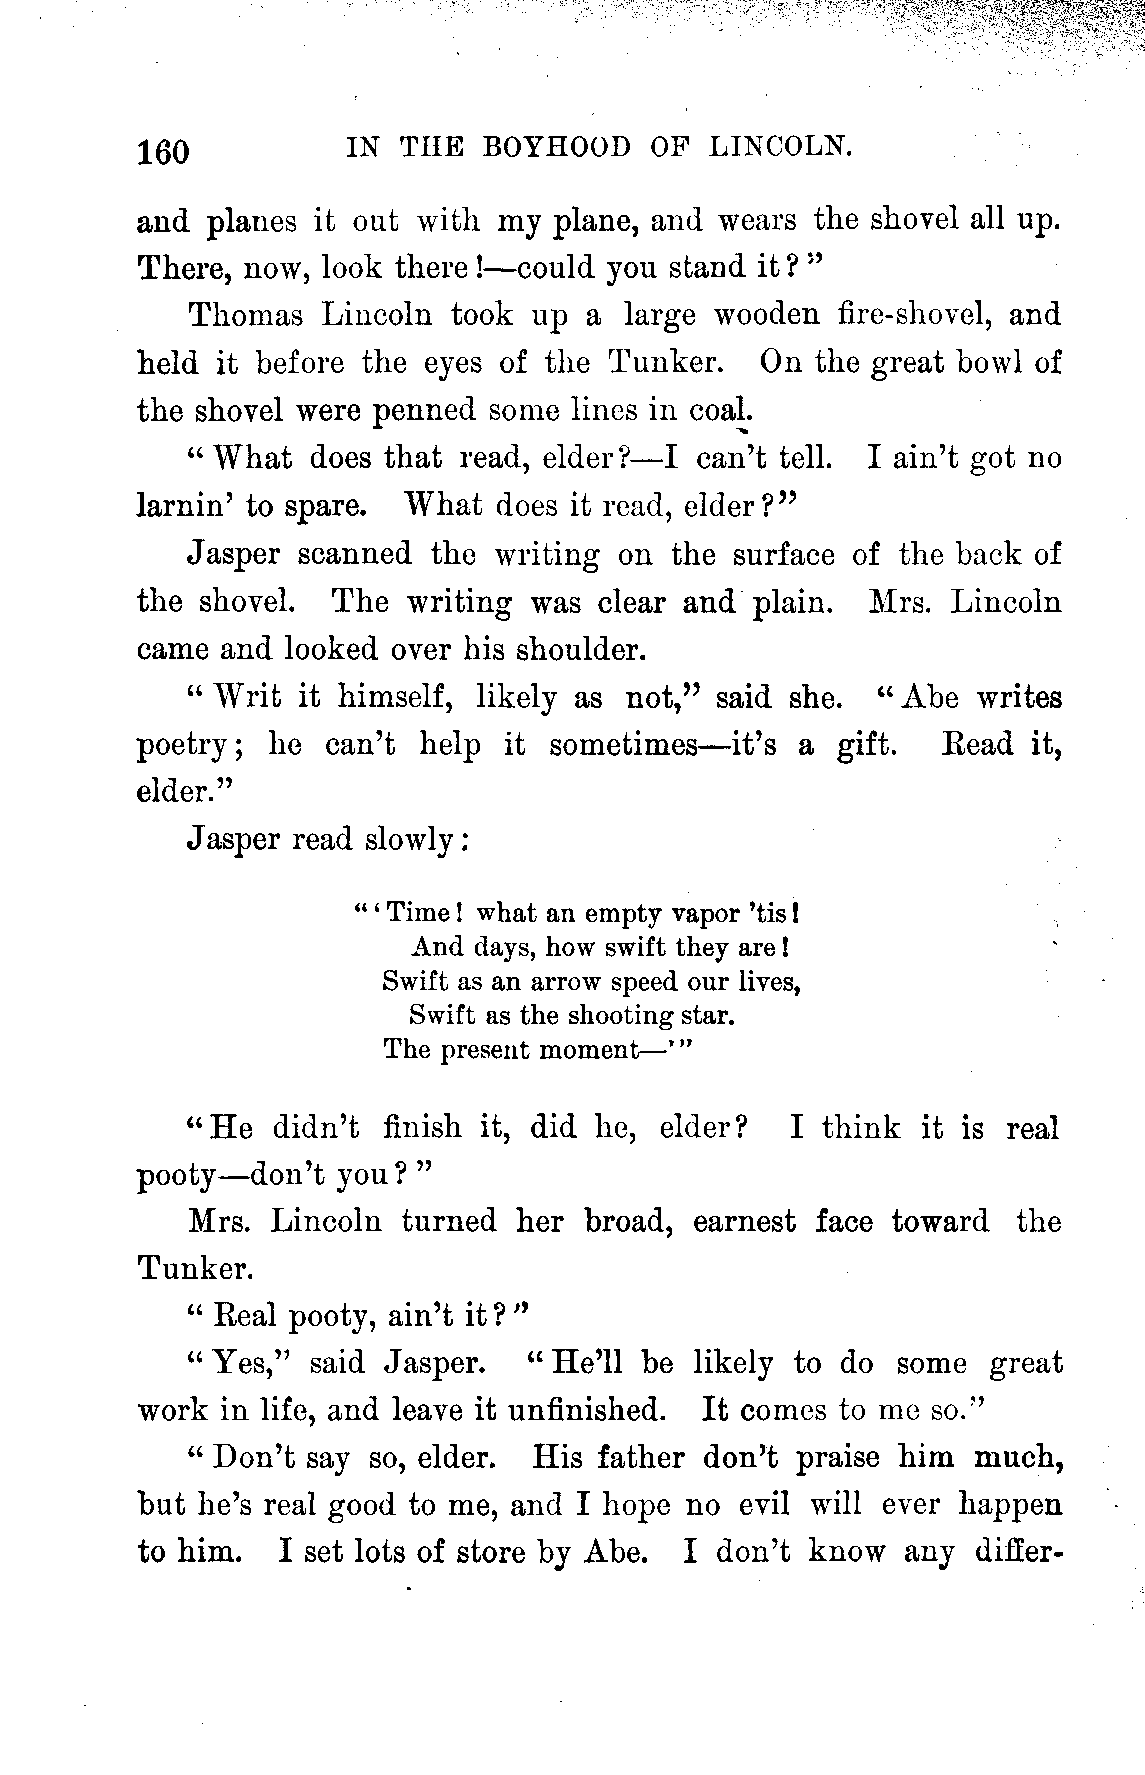 160 IN THE BOYHOOD OF LINCOLN.
and planes it out with my plane, and wears the shovel all up.
There, now, look there!—could you stand it?"
Thomas Lincoln took up a large wooden fire-shovel, and
held it before the eyes of the Tunker. On the great bowl of
the shovel were penned some lines in coal.
"What does that read, elder?—I can't tell. I ain't got no
larnin' to spare. What does it read, elder?"
Jasper scanned the writing on the surface of the back of
the shovel. The writing was clear and plain. Mrs. Lincoln
came and looked over his shoulder.
"Writ it himself, likely as not," said she. "Abe writes
poetry; he can't help it sometimes—it's a gift. Read it,
elder."
Jasper read slowly:
"'Time! what an empty vapor 'tis!
And days, how swift they are!
Swift as an arrow speed our lives,
Swift as the shooting star.
The present moment—'"
"He didn't finish it, did he, elder? I think it is real
pooty—don't you?"
Mrs. Lincoln turned her broad, earnest face toward the
Tunker.
"Real pooty, ain't it?"
"Yes," said Jasper. "He'll be likely to do some great
work in life, and leave it unfinished. It comes to me so."
"Don't say so, elder. His father don't praise him much,
but he's real good to me, and I hope no evil will ever happen
to him. I set lots of store by Abe. I don't know any differ-